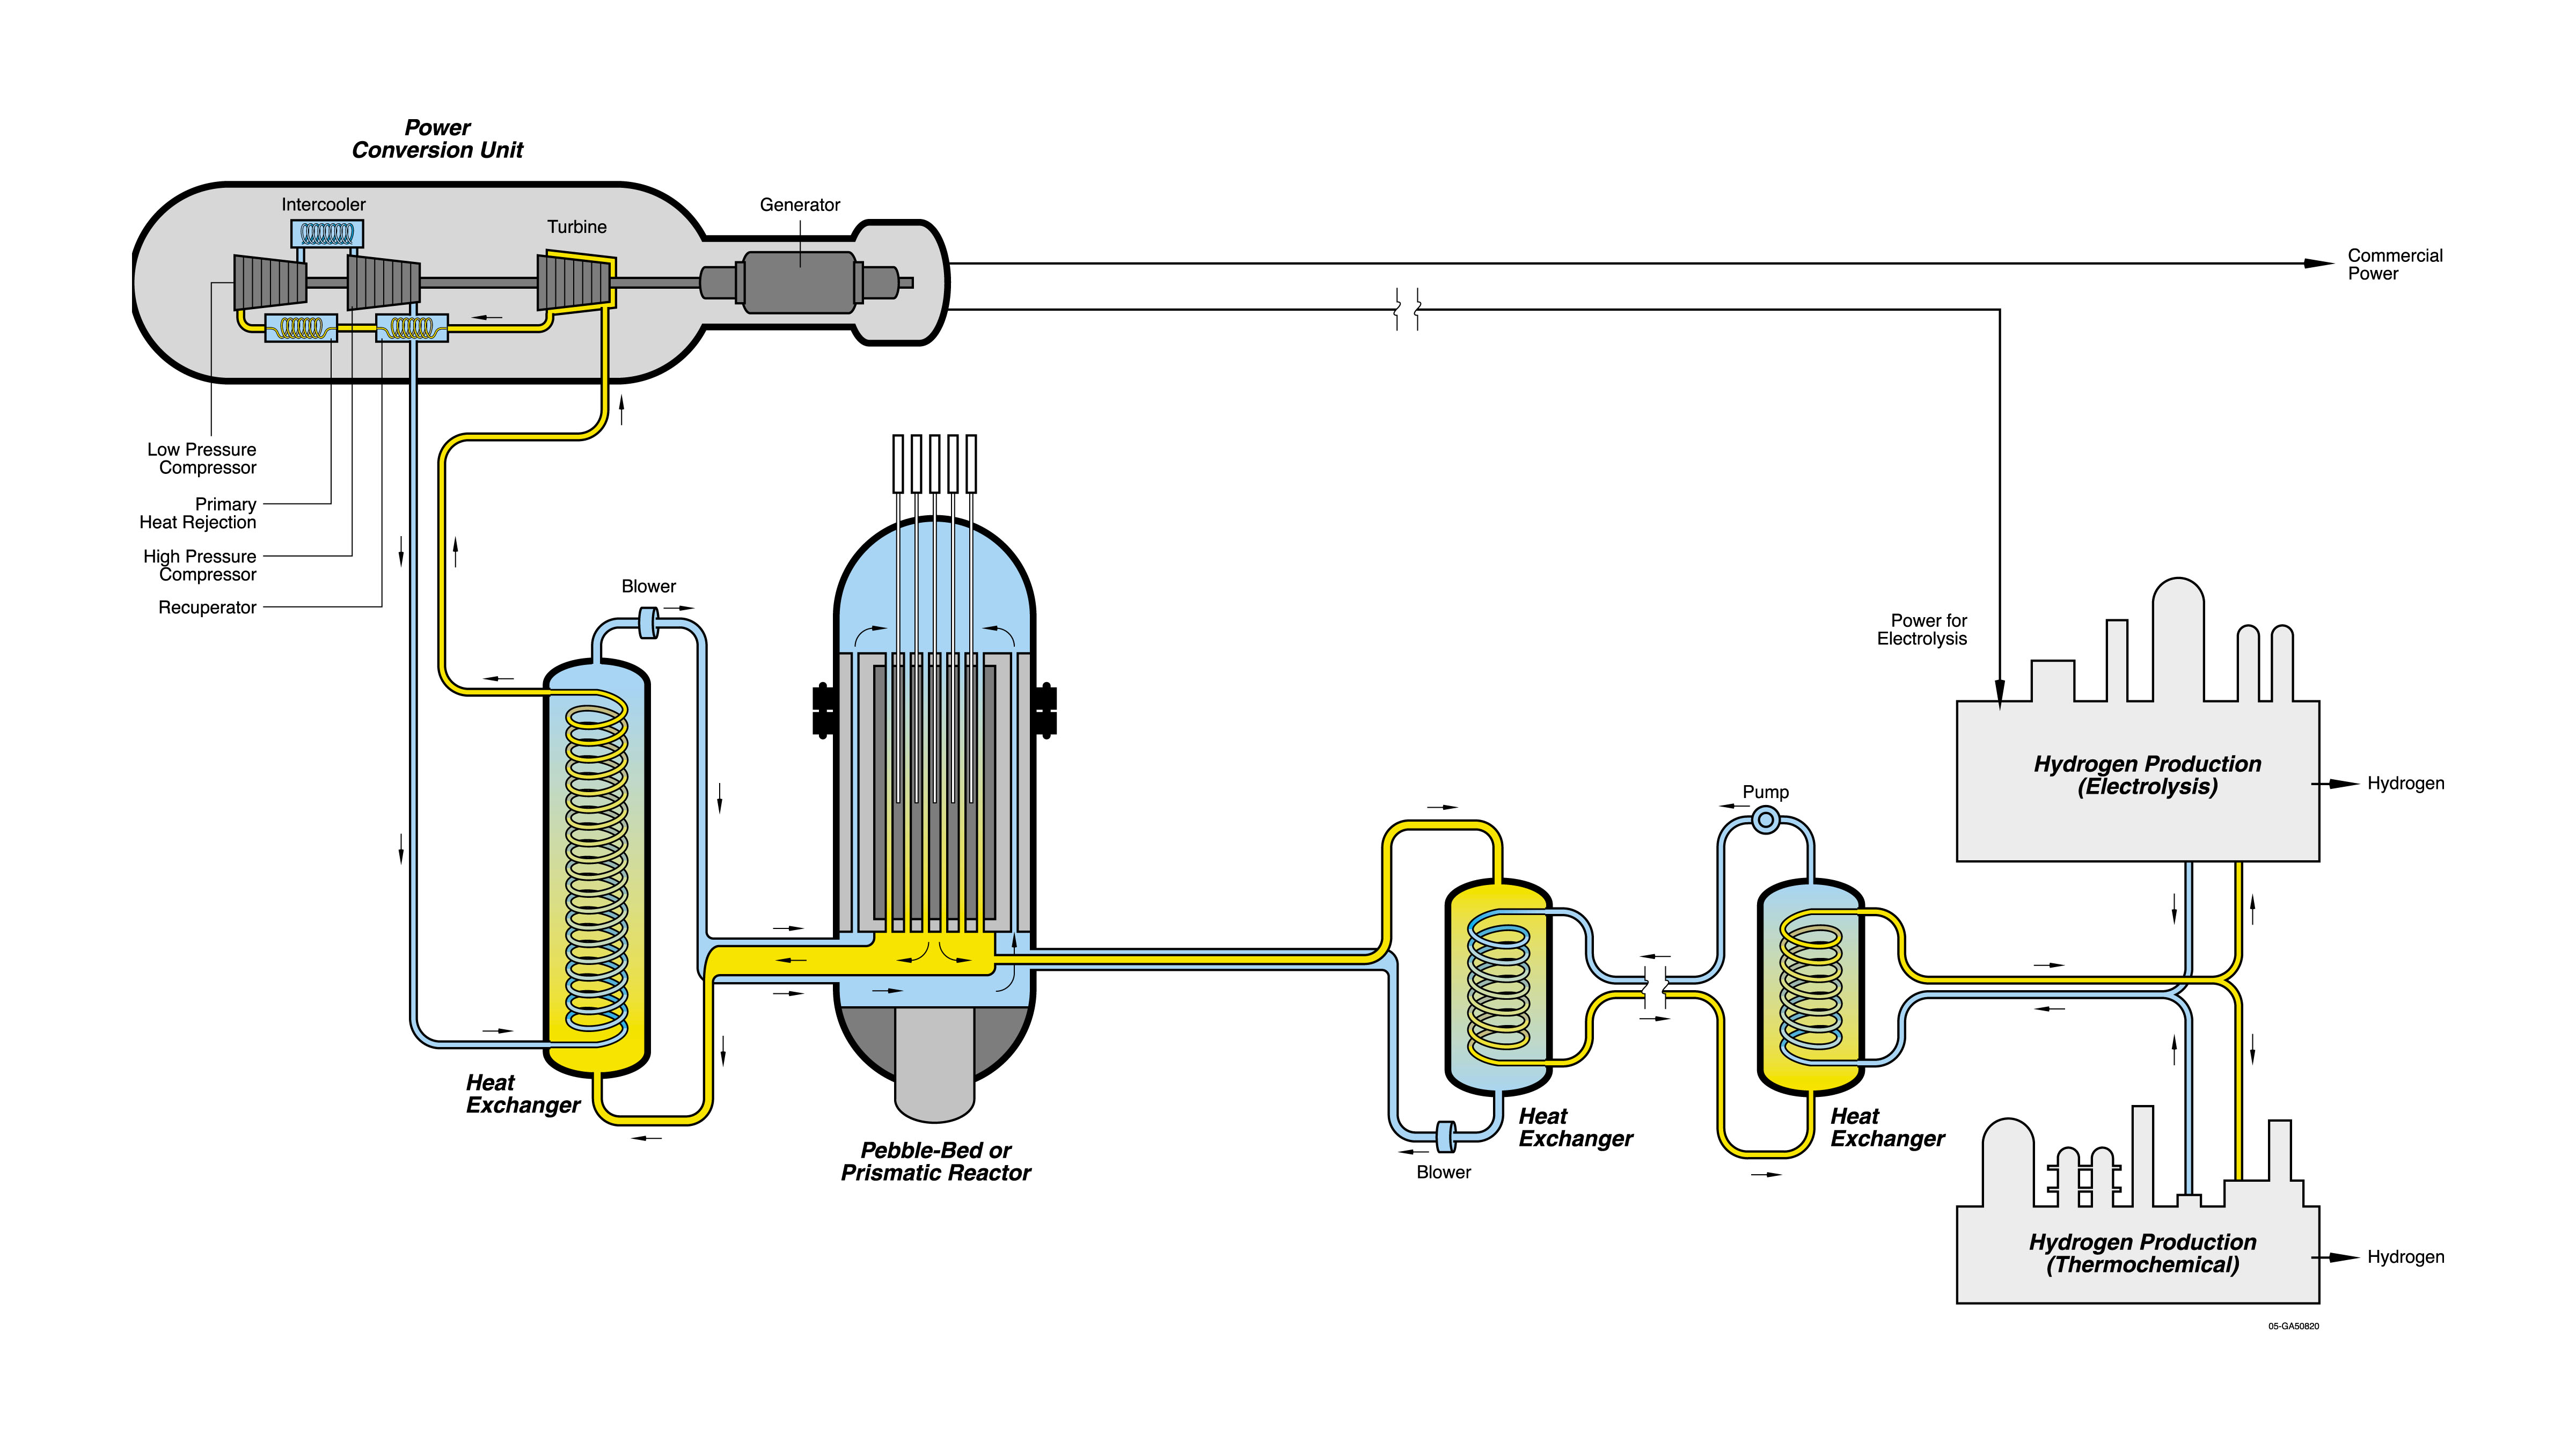 Power
Conversion Unit
Intercooler
Turbine
Generator
Commercial
Power
Low Pressure
Compressor
Primary
Heat Rejection
High Pressure
Compressor
Recuperator
Blower
Power for
Electrolysis
Hydrogen Production
(Electrolysis)
Hydrogen
Pump
Heat
Exchanger
Pebble-Bed or
Prismatic Reactor
Heat
Exchanger
Blower
Heat
Exchanger
Hydrogen Production
(Thermochemical)
Hydrogen
05-GA50820